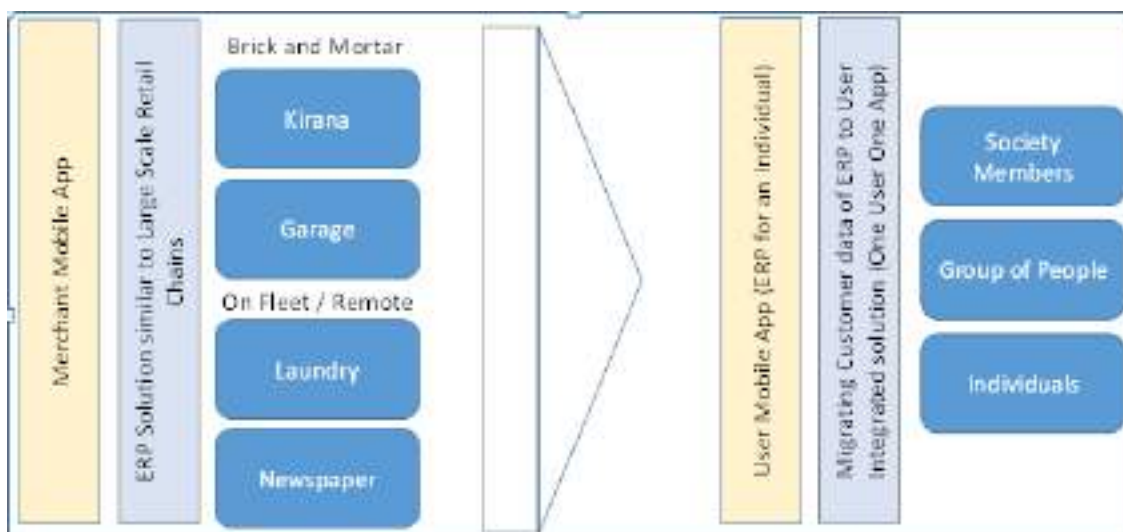 Merchant Mobile App
ERP Solution similar to Large Scale Retail
Chains
Brick and Mortar
Kirana
Garage
On Fleet / Remote
Laundry
Newspaper
User Mobile App (ERP for an Individual)
Migrating Customer data of ERP to User
Integrated solution (One User One App)
Society
Members
Group of People
Individuals